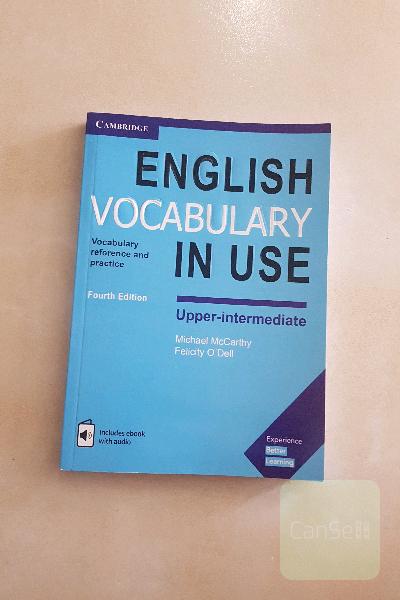 CAMBRIDGE
ENGLISH
VOCABULARY
IN USE
Vocabulary
reference and
practice
Fourth Edition
Upper-intermediate
Michael McCarthy
Felicity O'Dell
Includes ebook
with audio
Experience
Better
Learning
CanSell